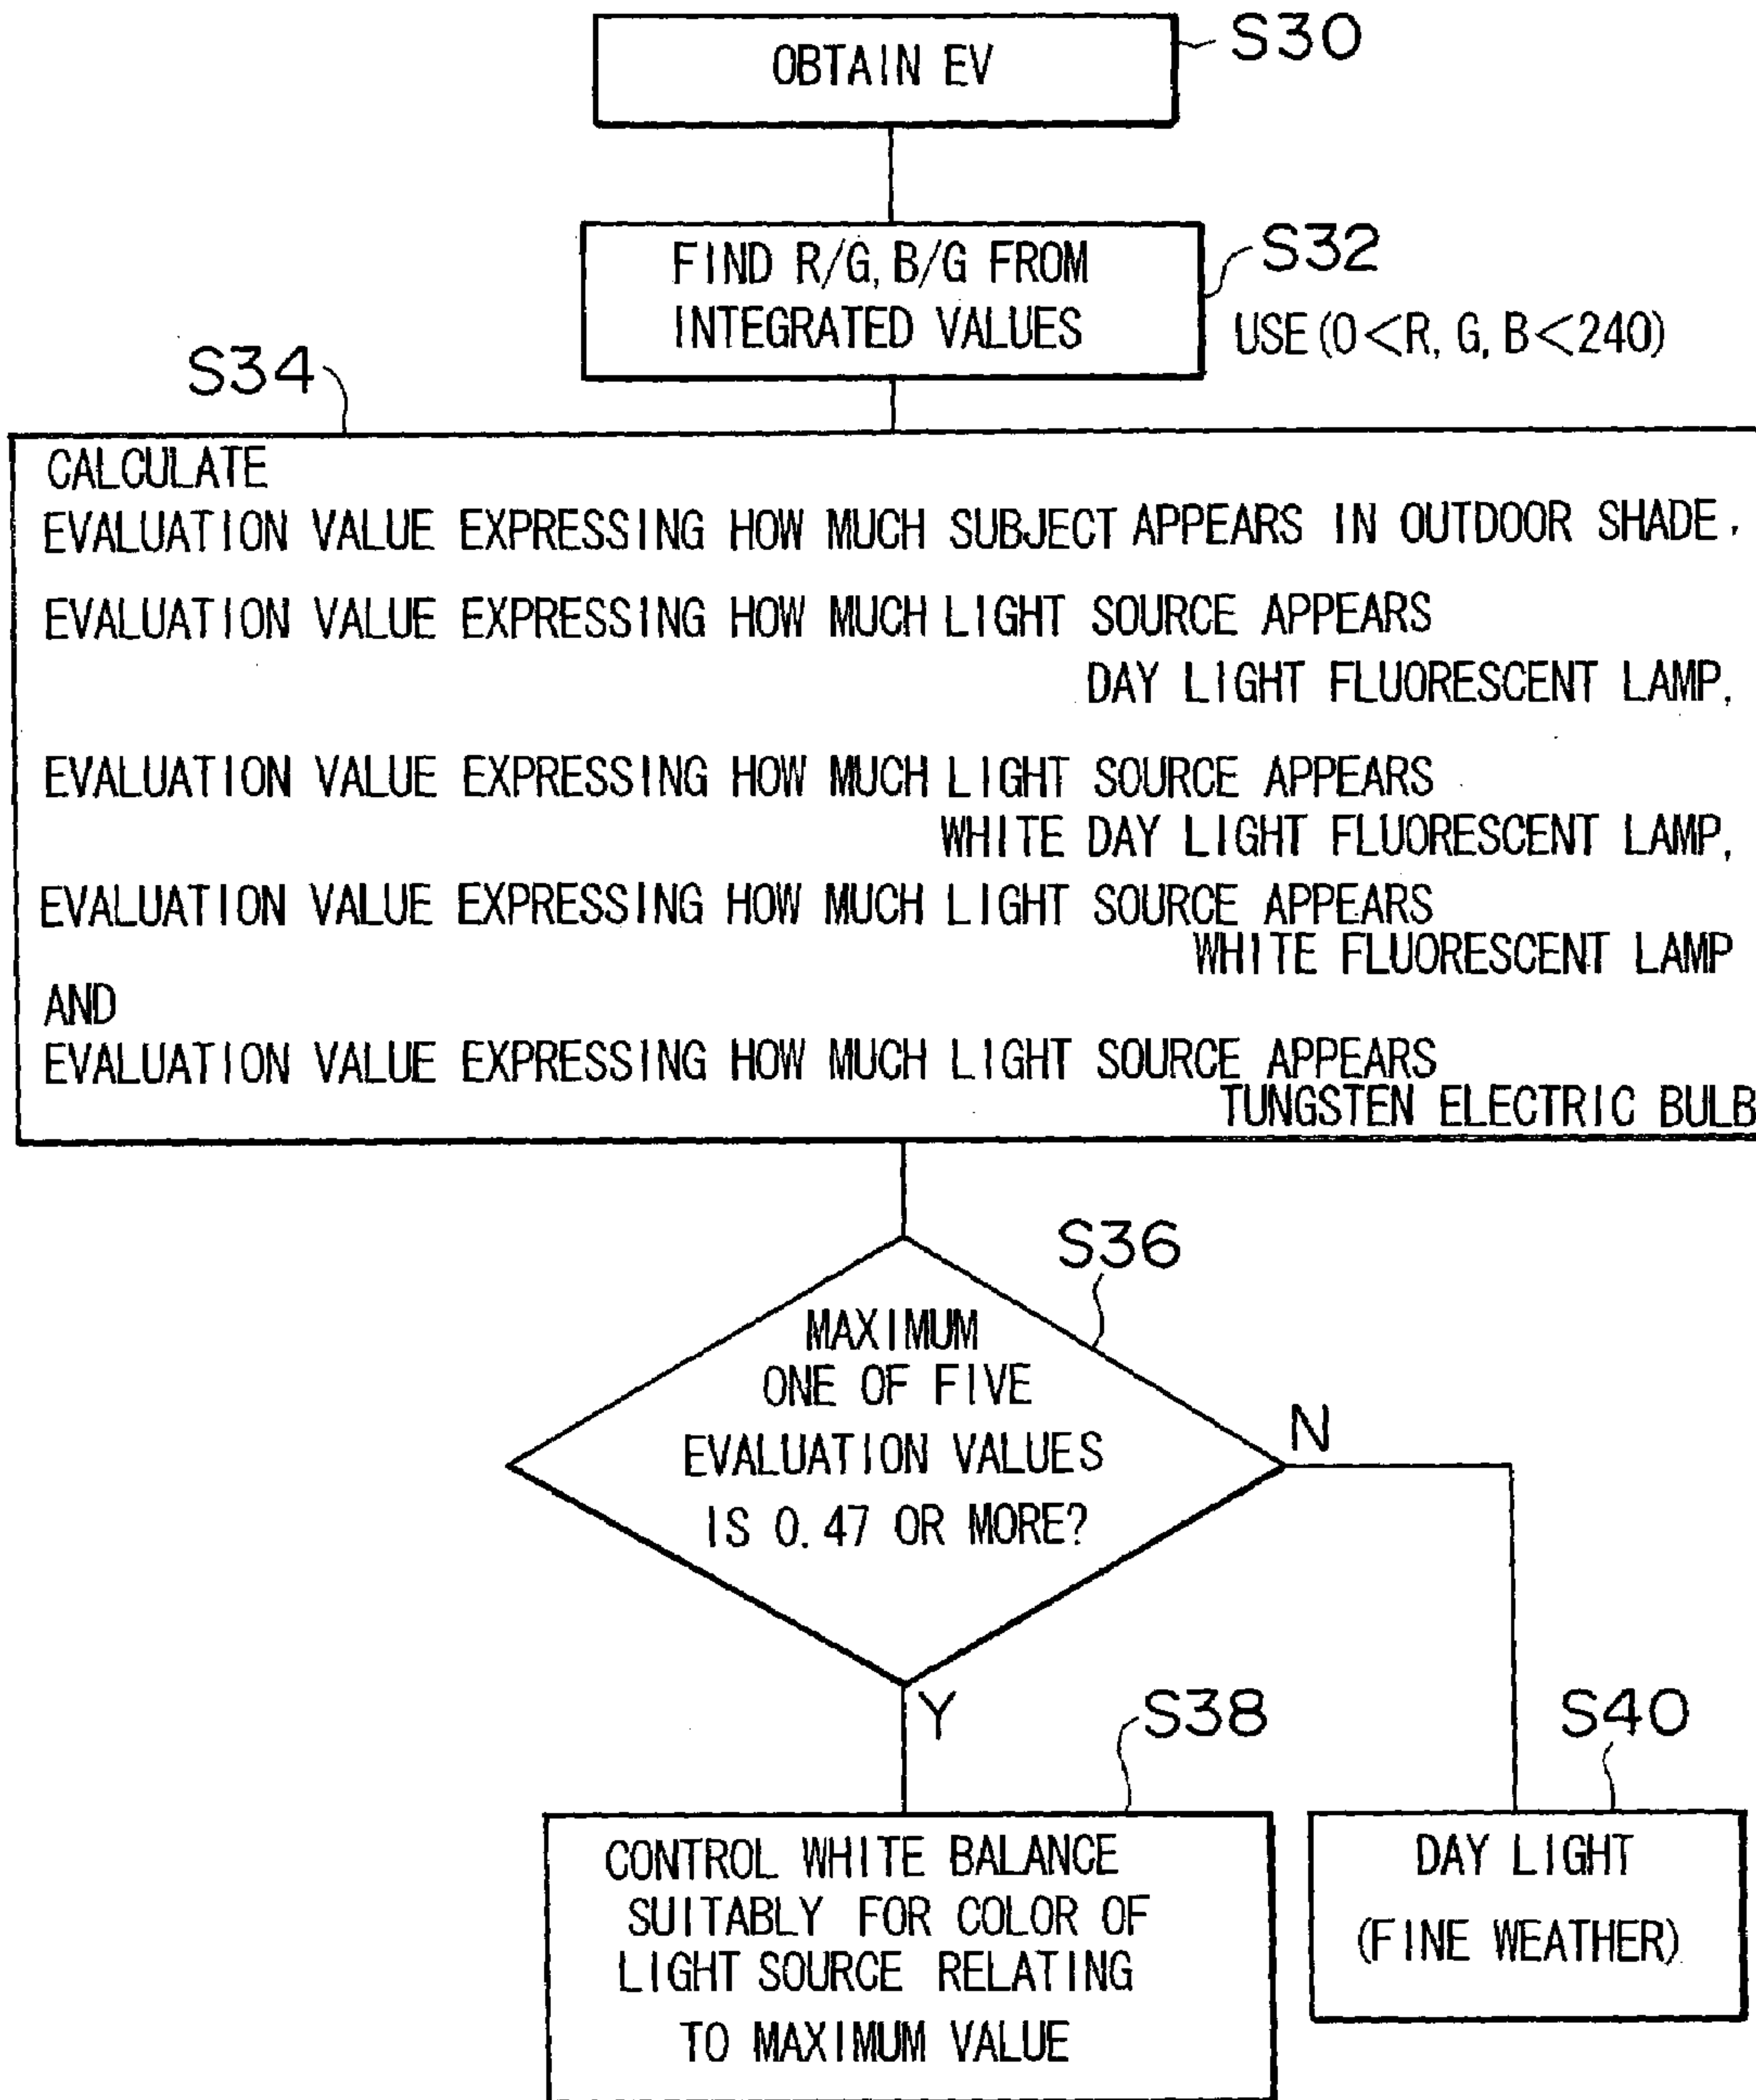 OBTAIN EV
S30
FIND R/G, B/G FROM
INTEGRATED VALUES
S32
USE (0<R, G, B<240)
S34
CALCULATE
EVALUATION VALUE EXPRESSING HOW MUCH SUBJECT APPEARS IN OUTDOOR SHADE,
EVALUATION VALUE EXPRESSING HOW MUCH LIGHT SOURCE APPEARS
DAY LIGHT FLUORESCENT LAMP,
EVALUATION VALUE EXPRESSING HOW MUCH LIGHT SOURCE APPEARS
WHITE DAY LIGHT FLUORESCENT LAMP,
EVALUATION VALUE EXPRESSING HOW MUCH LIGHT SOURCE APPEARS
WHITE FLUORESCENT LAMP
AND
EVALUATION VALUE EXPRESSING HOW MUCH LIGHT SOURCE APPEARS
TUNGSTEN ELECTRIC BULB
S36
MAXIMUM
ONE OF FIVE
EVALUATION VALUES
IS 0.47 OR MORE?
N
Y
S38
CONTROL WHITE BALANCE
SUITABLY FOR COLOR OF
LIGHT SOURCE RELATING
TO MAXIMUM VALUE
S40
DAY LIGHT
(FINE WEATHER)